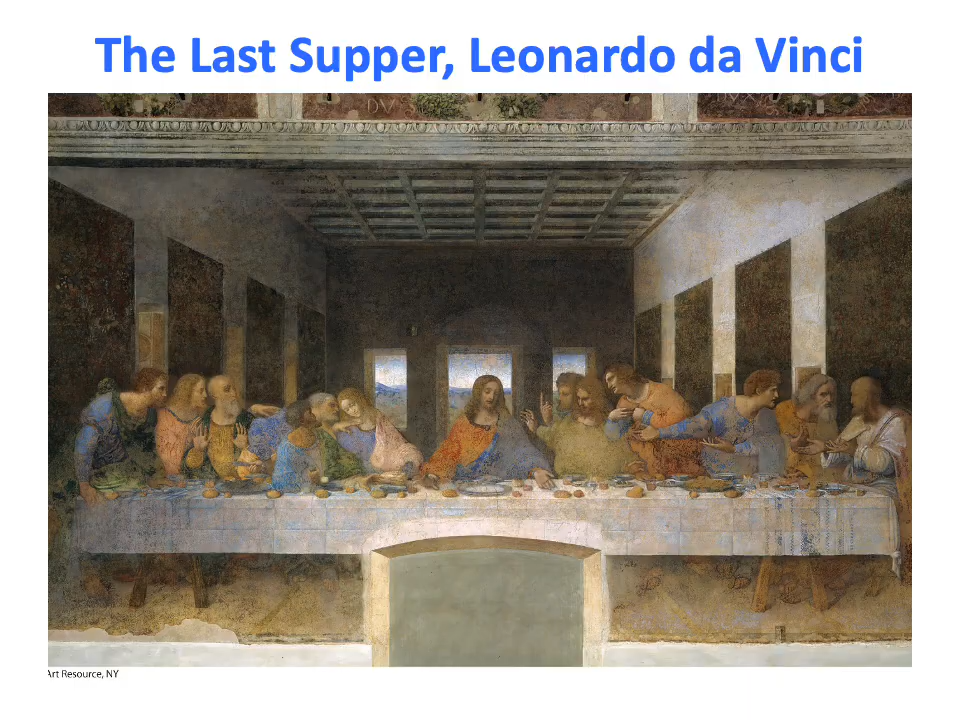 The Last Supper, Leonardo da Vinci
Art Resource, NY